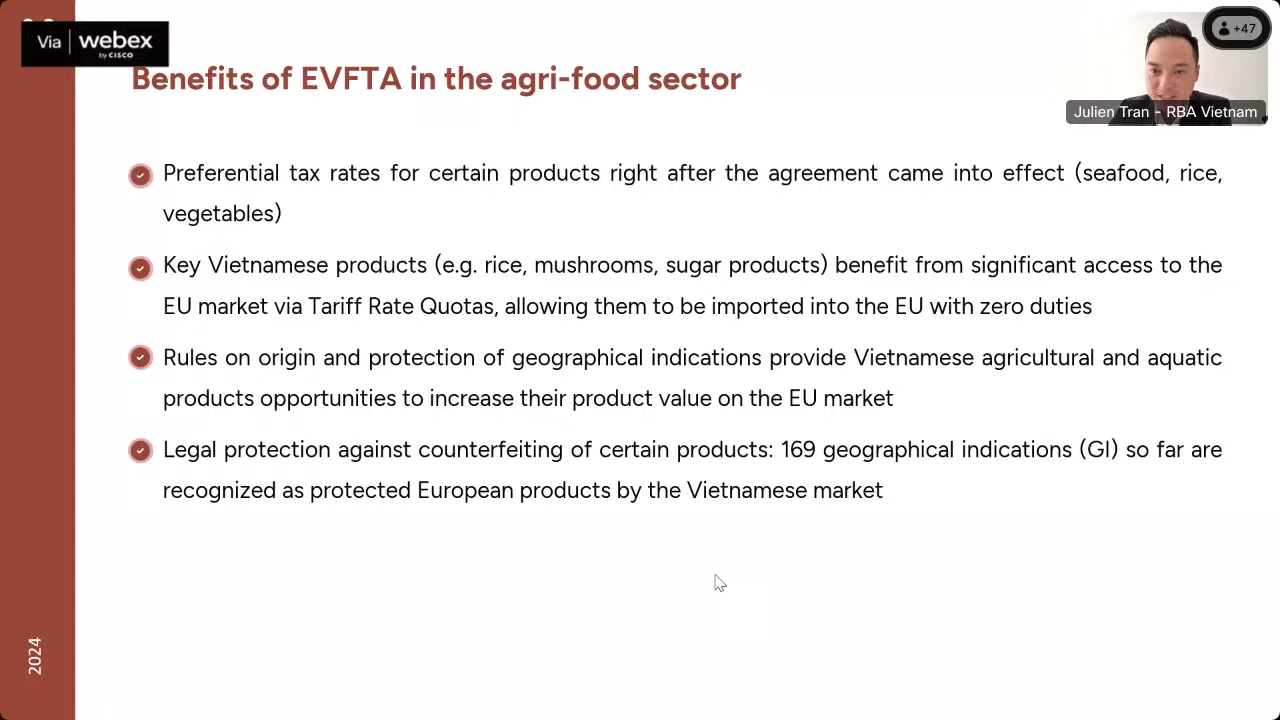 Via webex
by CISCO
+47
Benefits of EVFTA in the agri-food sector
Julien Tran - RBA Vietnam
Preferential tax rates for certain products right after the agreement came into effect (seafood, rice,
vegetables)
Key Vietnamese products (e.g. rice, mushrooms, sugar products) benefit from significant access to the
EU market via Tariff Rate Quotas, allowing them to be imported into the EU with zero duties
Rules on origin and protection of geographical indications provide Vietnamese agricultural and aquatic
products opportunities to increase their product value on the EU market
Legal protection against counterfeiting of certain products: 169 geographical indications (GI) so far are
recognized as protected European products by the Vietnamese market
2024